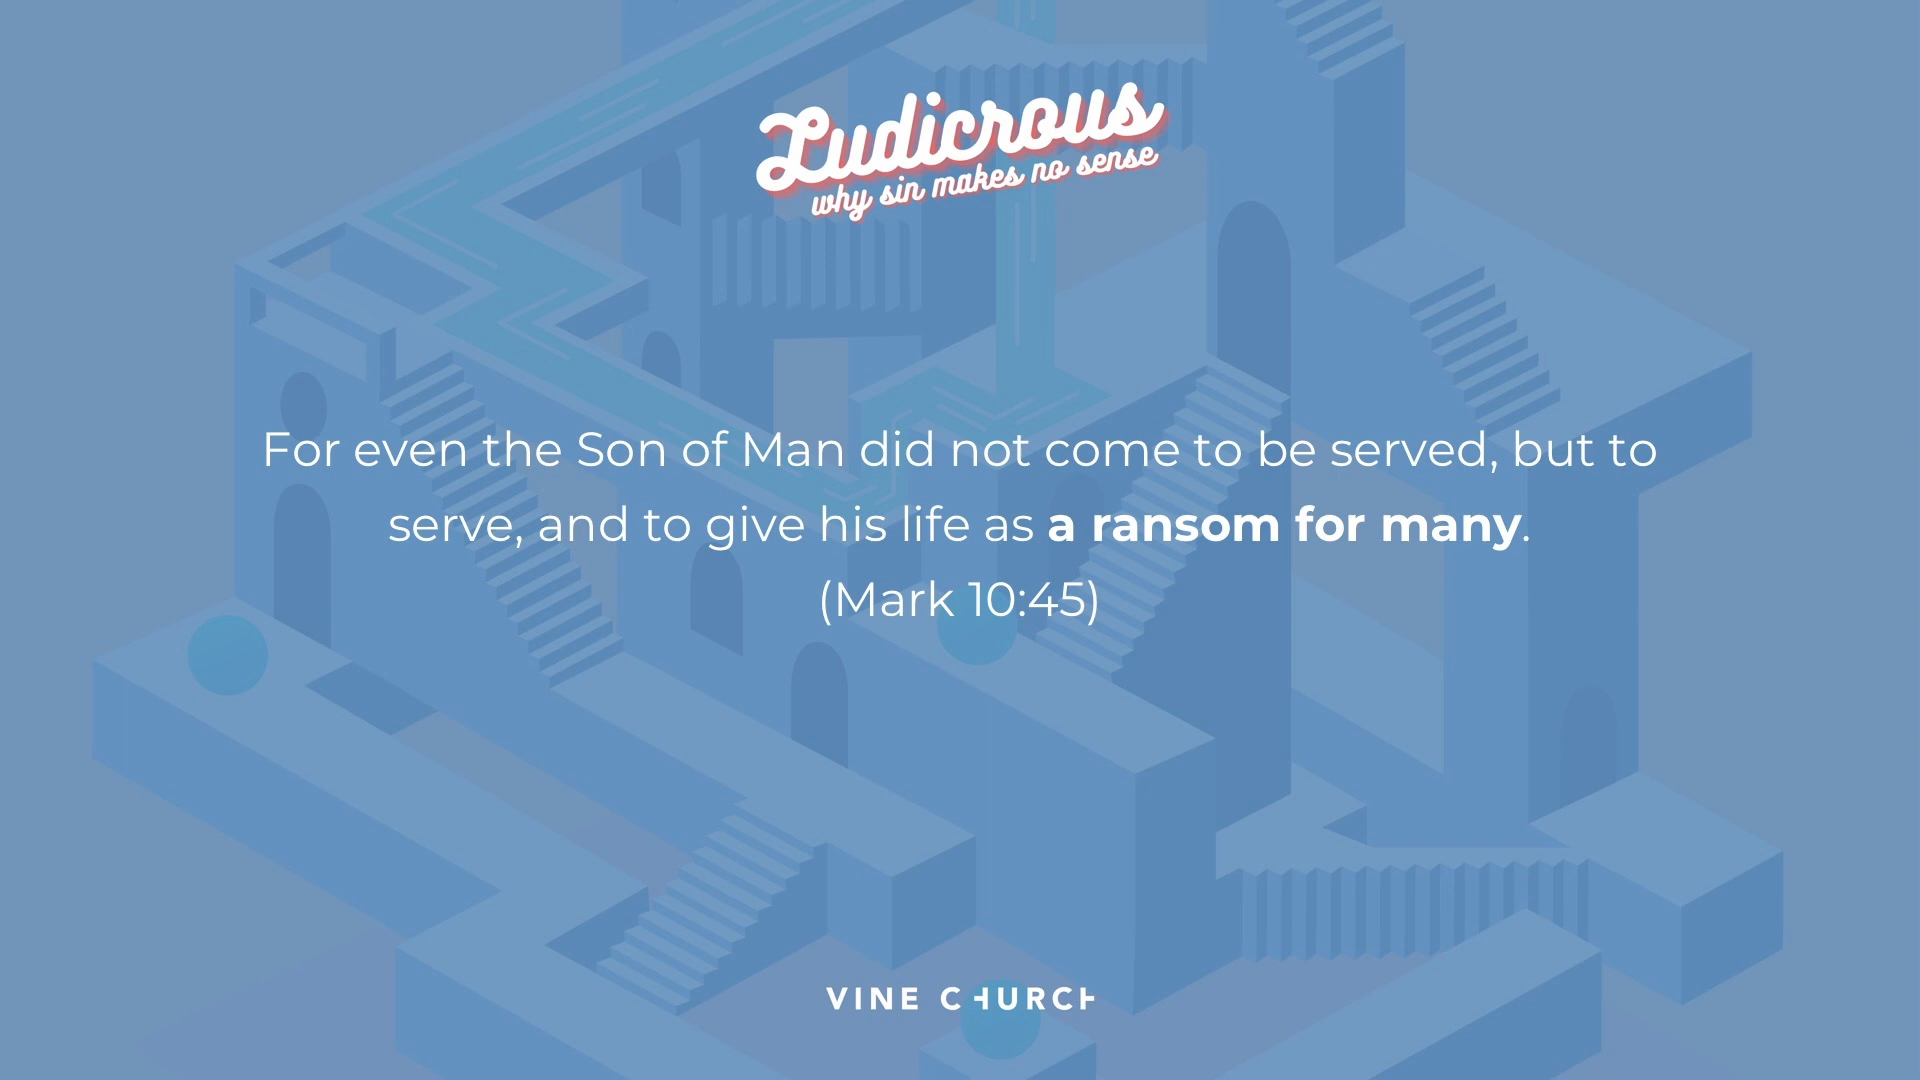 Ludicrous
why sin makes no sense
For even the Son of Man did not come to be served, but to
serve, and to give his life as a ransom for many.
(Mark 10:45)
VINE CHURCH